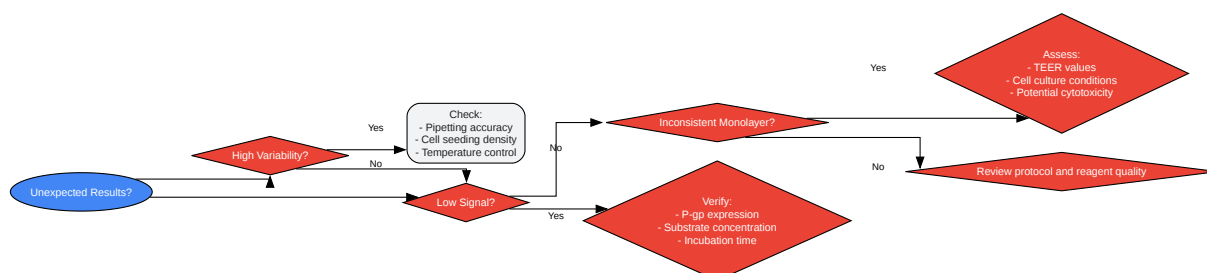 Unexpected Results?
High Variability?
Yes
No
Check:
- Pipetting accuracy
- Cell seeding density
- Temperature control
Low Signal?
No
Yes
Verify:
- P-gp expression
- Substrate concentration
- Incubation time
Inconsistent Monolayer?
Yes
No
Assess:
- TEER values
- Cell culture conditions
- Potential cytotoxicity
Review protocol and reagent quality